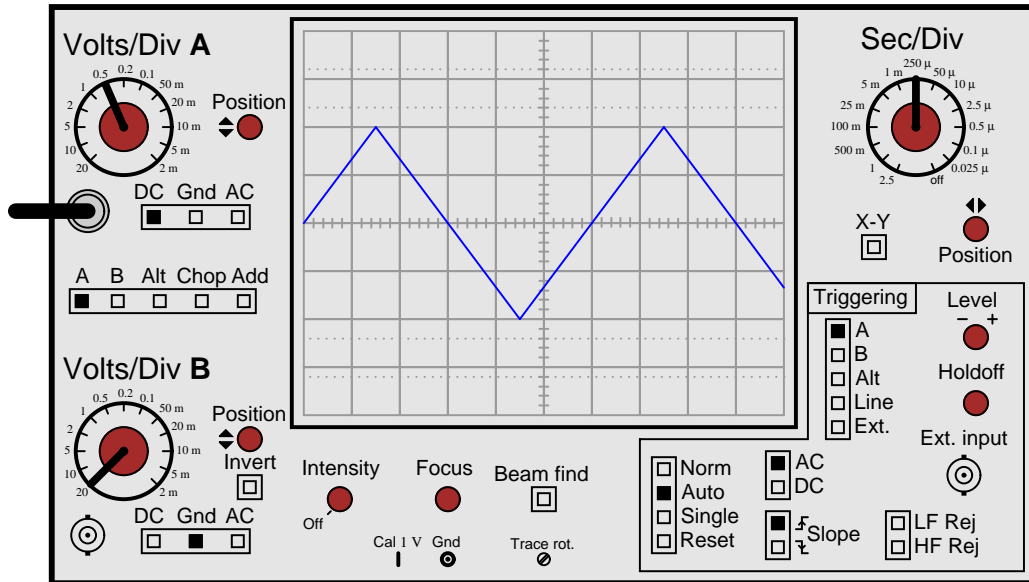 Volts/Div A
20
10
5
2
1
0.5
0.2
0.1
50 m
20 m
10 m
5 m
2 m
Position
DC Gnd AC
A B Alt Chop Add
Volts/Div B
20
10
5
2
1
0.5
0.2
0.1
50 m
20 m
10 m
5 m
2 m
Position
Invert
DC Gnd AC
Intensity
Off
Focus
Beam find
Cal 1 V Gnd
Trace rot.
Sec/Div
250 µ
1 m
5 m
25 m
100 m
500 m
1
2.5
off
50 µ
10 µ
2.5 µ
0.5 µ
0.1 µ
0.025 µ
X-Y
Position
Triggering
A
B
Alt
Line
Ext.
Level
− +
Holdoff
Ext. input
Norm
Auto
Single
Reset
AC
DC
Slope
LF Rej
HF Rej